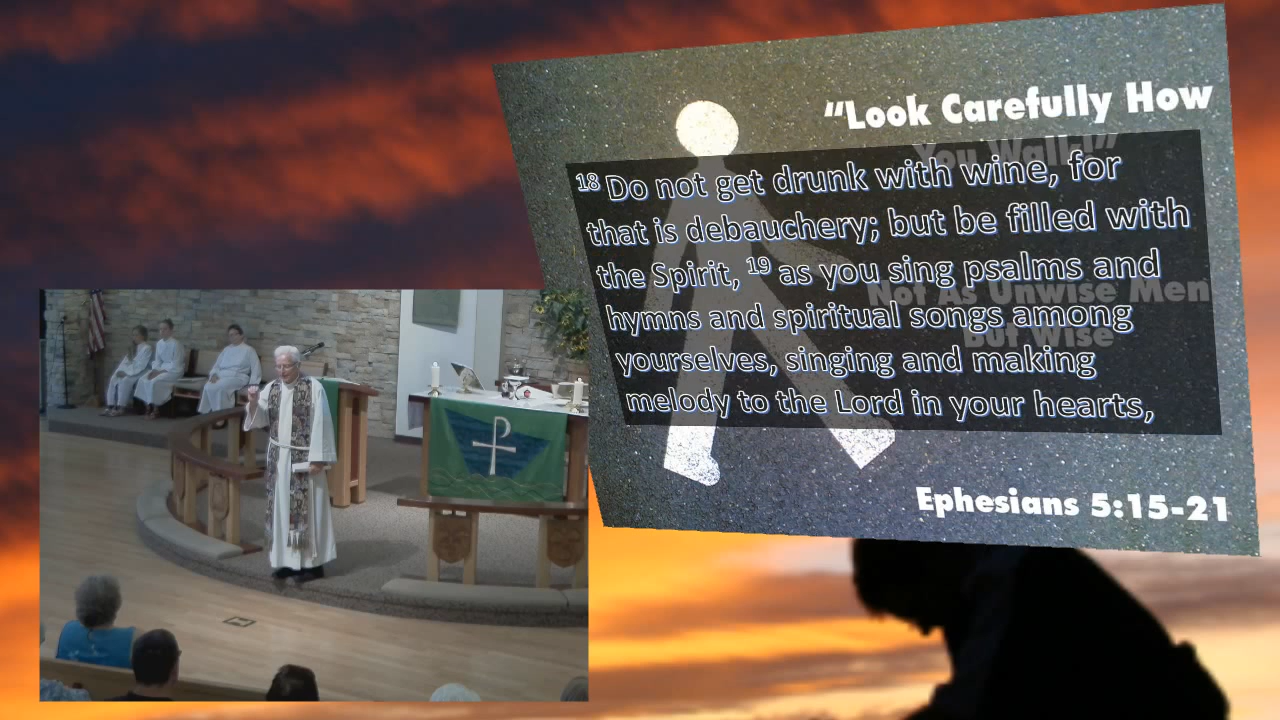 “Look Carefully How
You Walk!”
18 Do not get drunk with wine, for
that is debauchery; but be filled with
the Spirit, 19 as you sing psalms and
Not As Unwise Men
hymns and spiritual songs among
But Wise
yourselves, singing and making
melody to the Lord in your hearts,
Ephesians 5:15-21